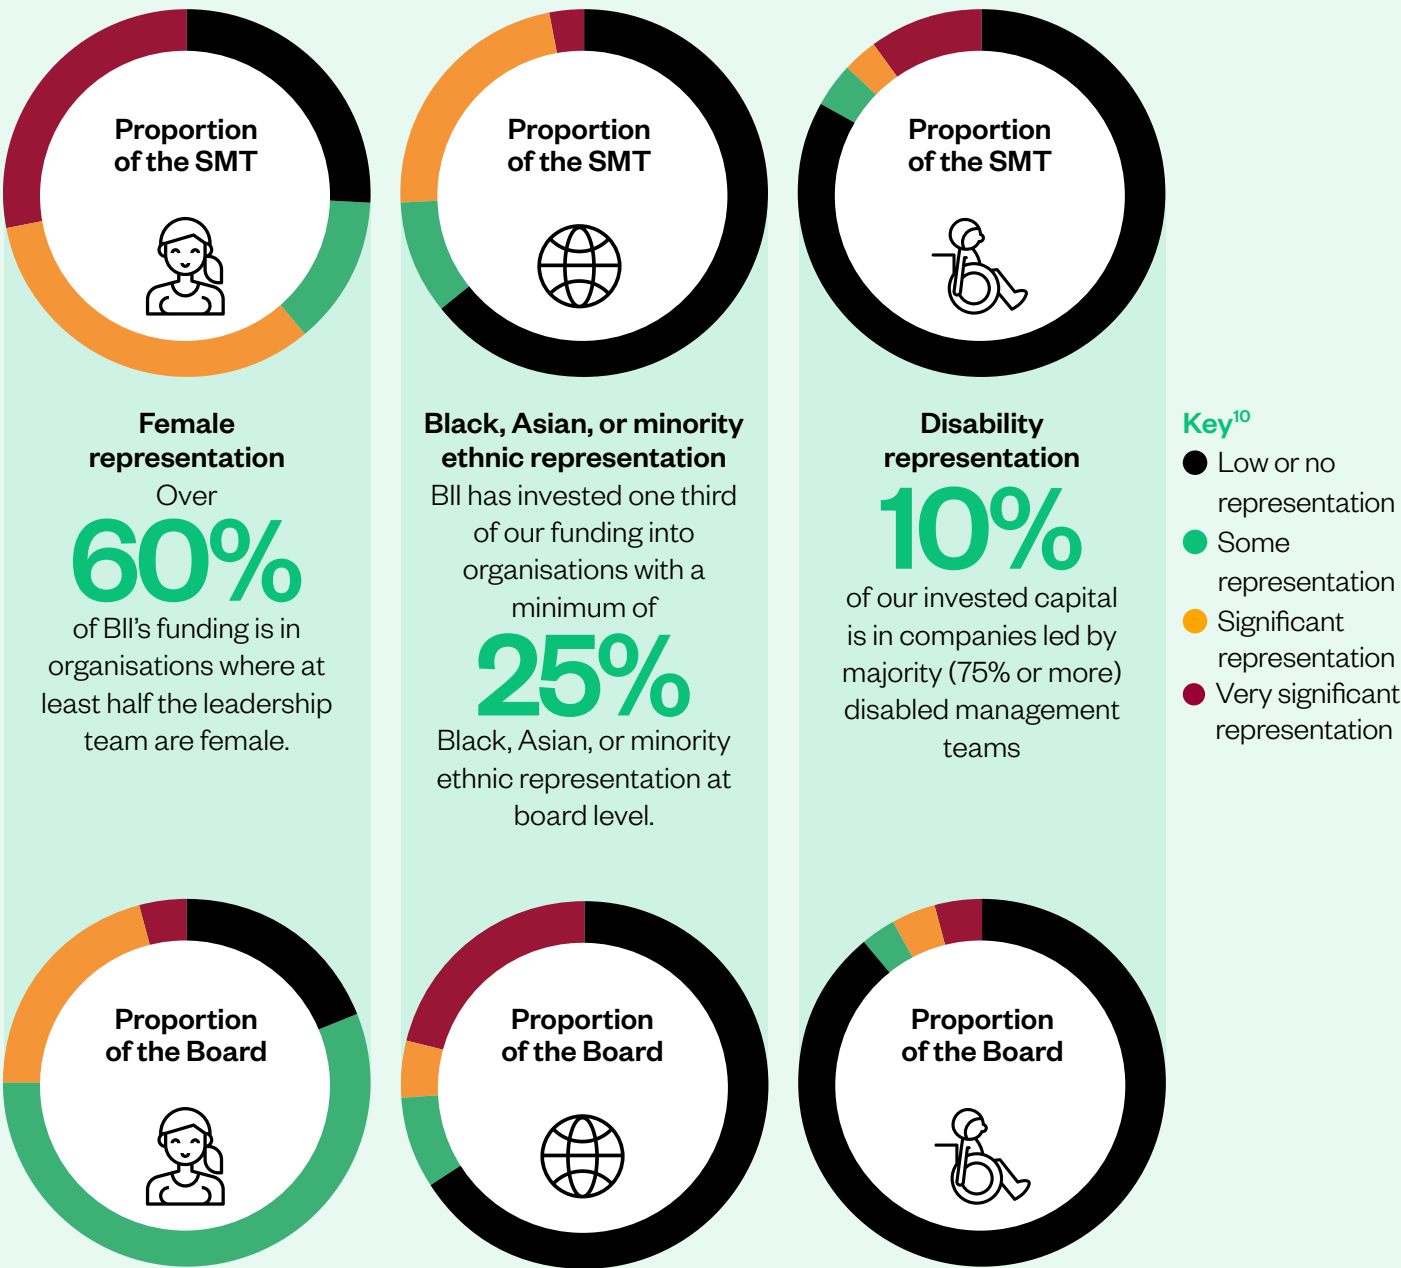 Proportion
of the SMT
Proportion
of the SMT
Proportion
of the SMT
Female
representation
Over
60%
of BII's funding is in
organisations where at
least half the leadership
team are female.
Black, Asian, or minority
ethnic representation
BII has invested one third
of our funding into
organisations with a
minimum of
25%
Black, Asian, or minority
ethnic representation at
board level.
Disability
representation
10%
of our invested capital
is in companies led by
majority (75% or more)
disabled management
teams
Key10
Low or no
representation
Some
representation
Significant
representation
Very significant
representation
Proportion
of the Board
Proportion
of the Board
Proportion
of the Board